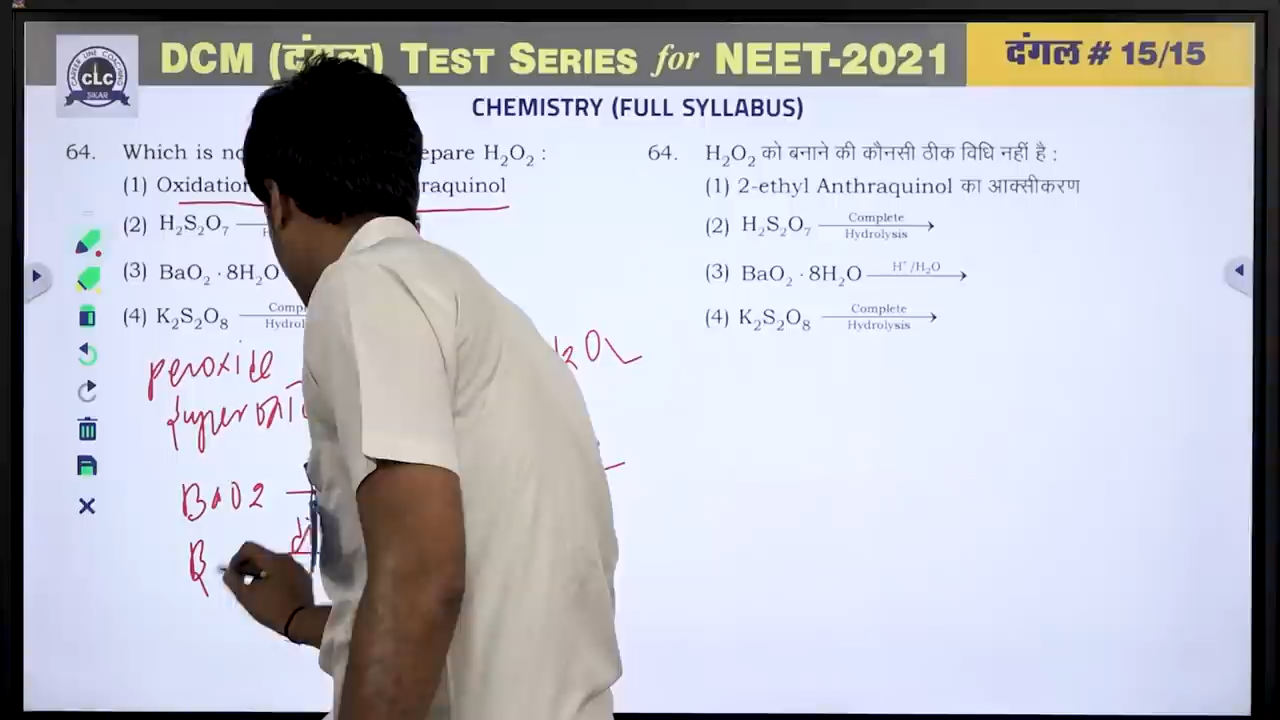 DCM (दंगल) TEST SERIES for NEET-2021
दंगल # 15/15
CLC
SIKAR
CHEMISTRY (FULL SYLLABUS)
64. Which is epare H₂O₂ :
(1) Oxidation raquinol
(2) H₂S₂O₇
(3) BaO₂ · 8H₂O
(4) K₂S₂O₈
peroxide
BaO2
B
64. H₂O₂ को बनाने की कौनसी ठीक विधि नहीं है :
(1) 2-ethyl Anthraquinol का आक्सीकरण
(2) H₂S₂O₇ Complete Hydrolysis →
(3) BaO₂ · 8H₂O H⁺/H₂O →
(4) K₂S₂O₈ Complete Hydrolysis →